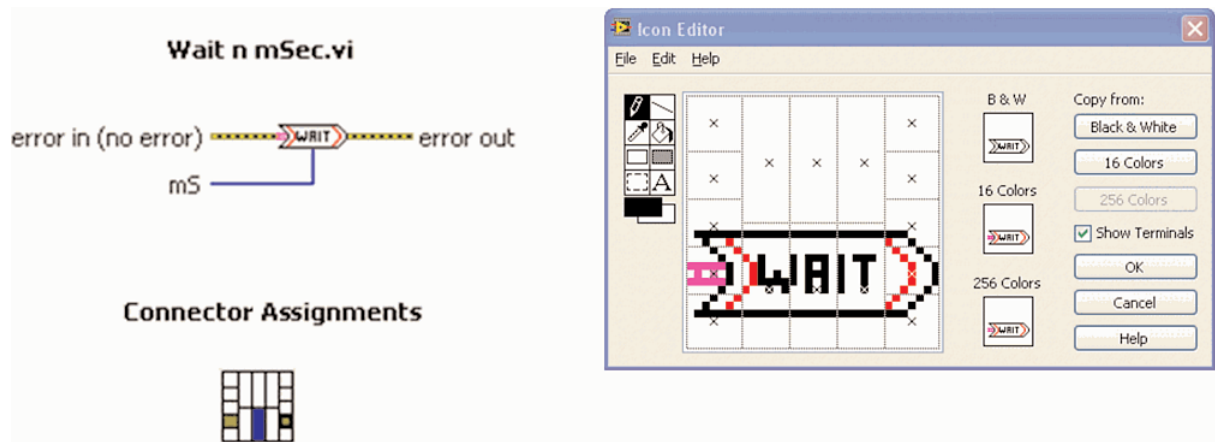 Wait n mSec.vi
error in (no error)
WAIT
error out
mS
Connector Assignments
Icon Editor
File Edit Help
A
WAIT
B & W
WAIT
16 Colors
WAIT
256 Colors
WAIT
Copy from:
Black & White
16 Colors
256 Colors
Show Terminals
OK
Cancel
Help